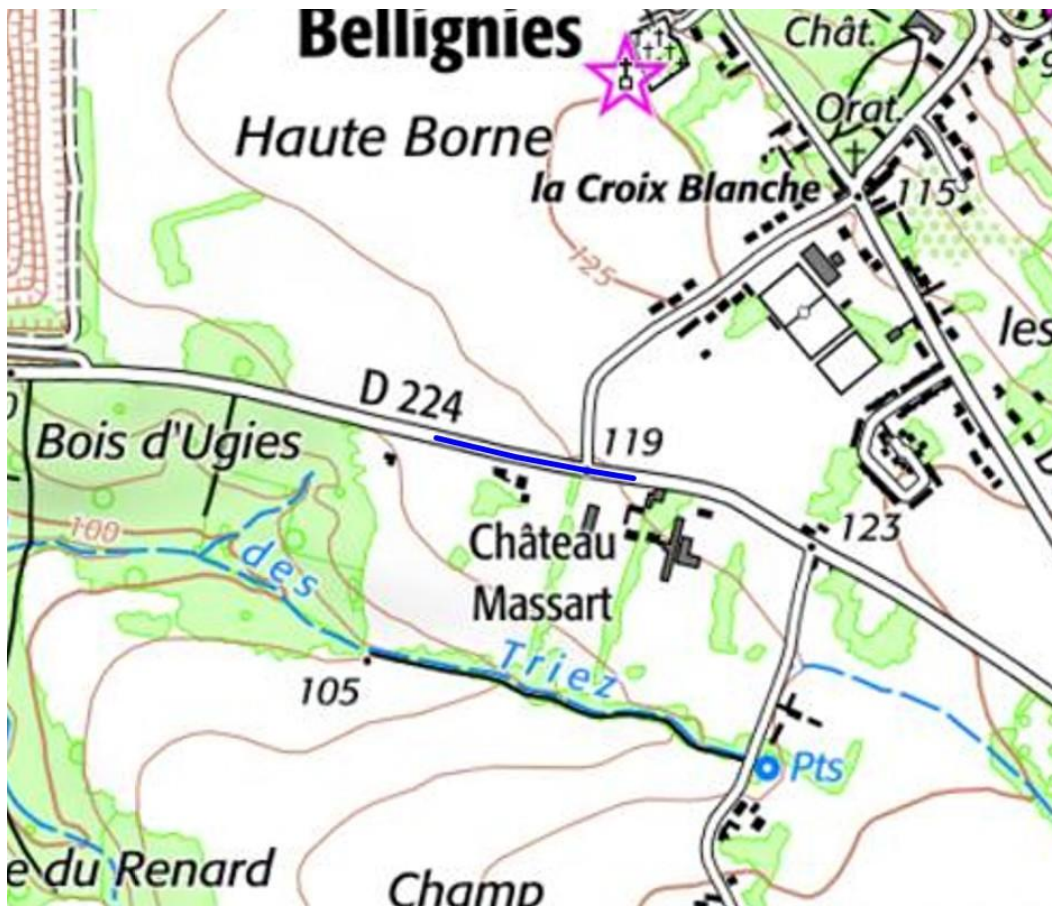 Bellignies
Chât.
Orat.
Haute Borne
la Croix Blanche
115
125
les
D 224
119
Bois d'Ugies
123
100
des
Château
Massart
Triez
105
Pts
e du Renard
Champ